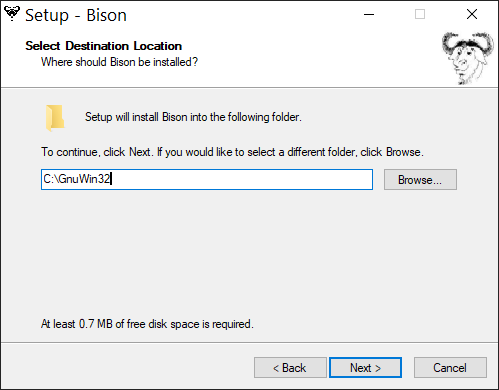 Setup - Bison
Select Destination Location
Where should Bison be installed?
Setup will install Bison into the following folder.
To continue, click Next. If you would like to select a different folder, click Browse.
C:\GnuWin32
Browse...
At least 0.7 MB of free disk space is required.
< Back
Next >
Cancel